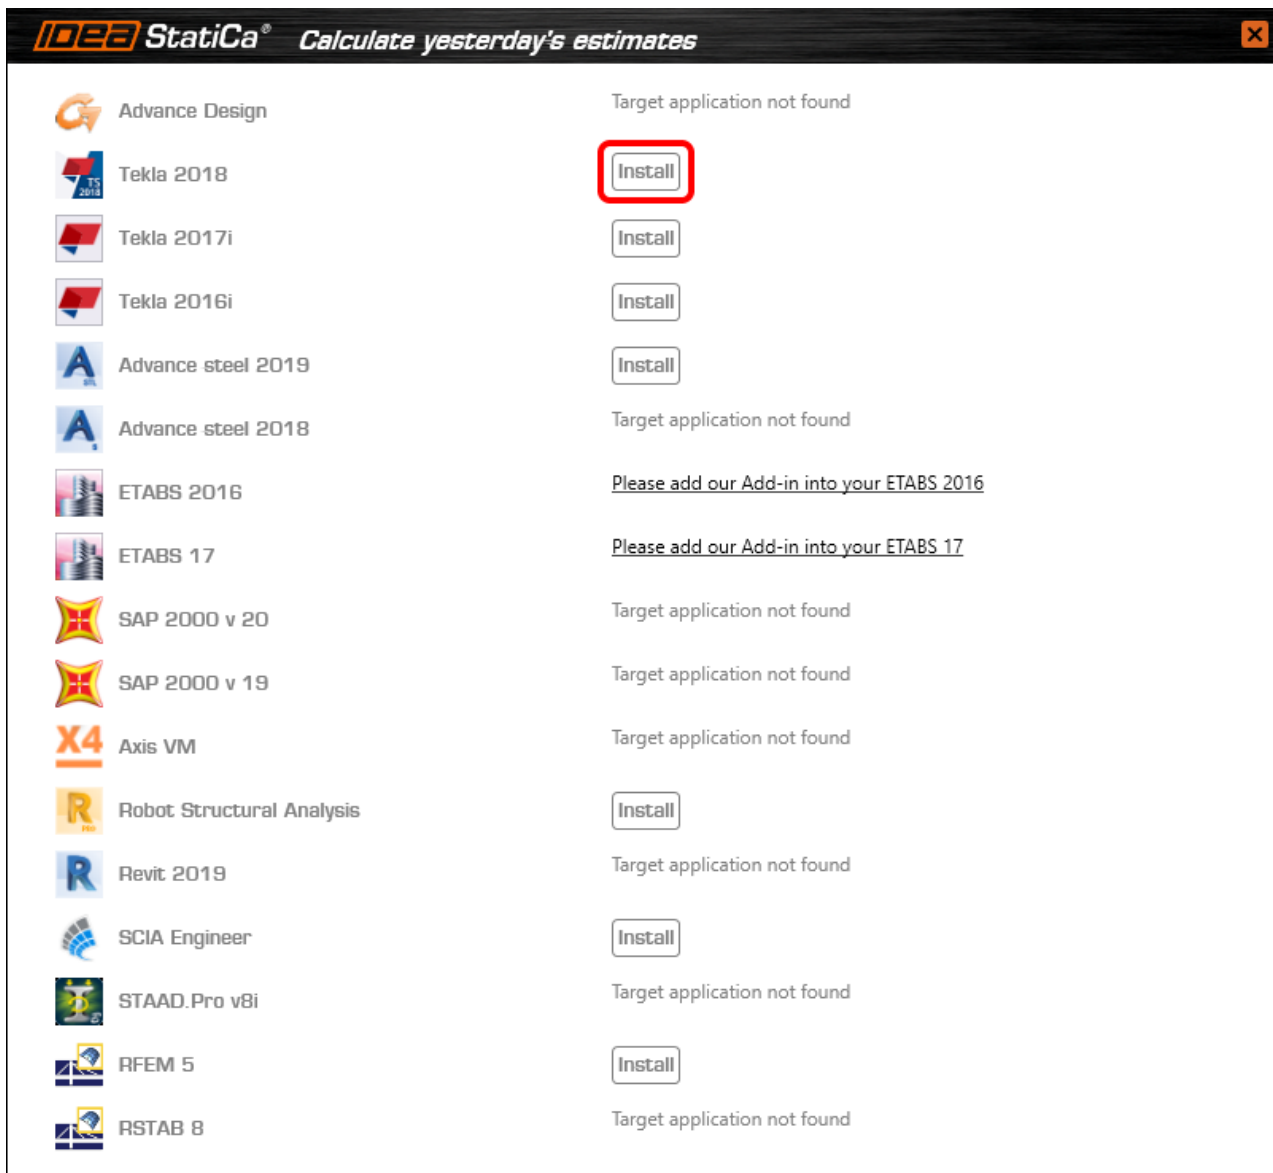 IDEA StatiCa® Calculate yesterday's estimates
Advance Design Target application not found
TS 2018 Tekla 2018 Install
Tekla 2017i Install
Tekla 2016i Install
A STL Advance steel 2019 Install
A S Advance steel 2018 Target application not found
ETABS 2016 Please add our Add-in into your ETABS 2016
ETABS 17 Please add our Add-in into your ETABS 17
SAP 2000 v 20 Target application not found
SAP 2000 v 19 Target application not found
X4 Axis VM Target application not found
R PRO Robot Structural Analysis Install
R Revit 2019 Target application not found
SCIA Engineer Install
STAAD.Pro v8i Target application not found
RFEM 5 Install
RSTAB 8 Target application not found